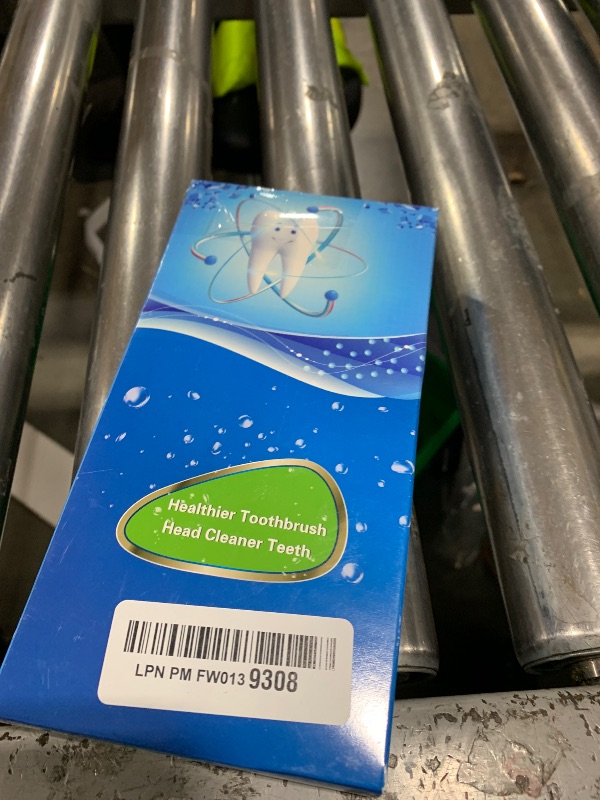 Healthier Toothbrush
Head Cleaner Teeth
LPN PM FW013 9308